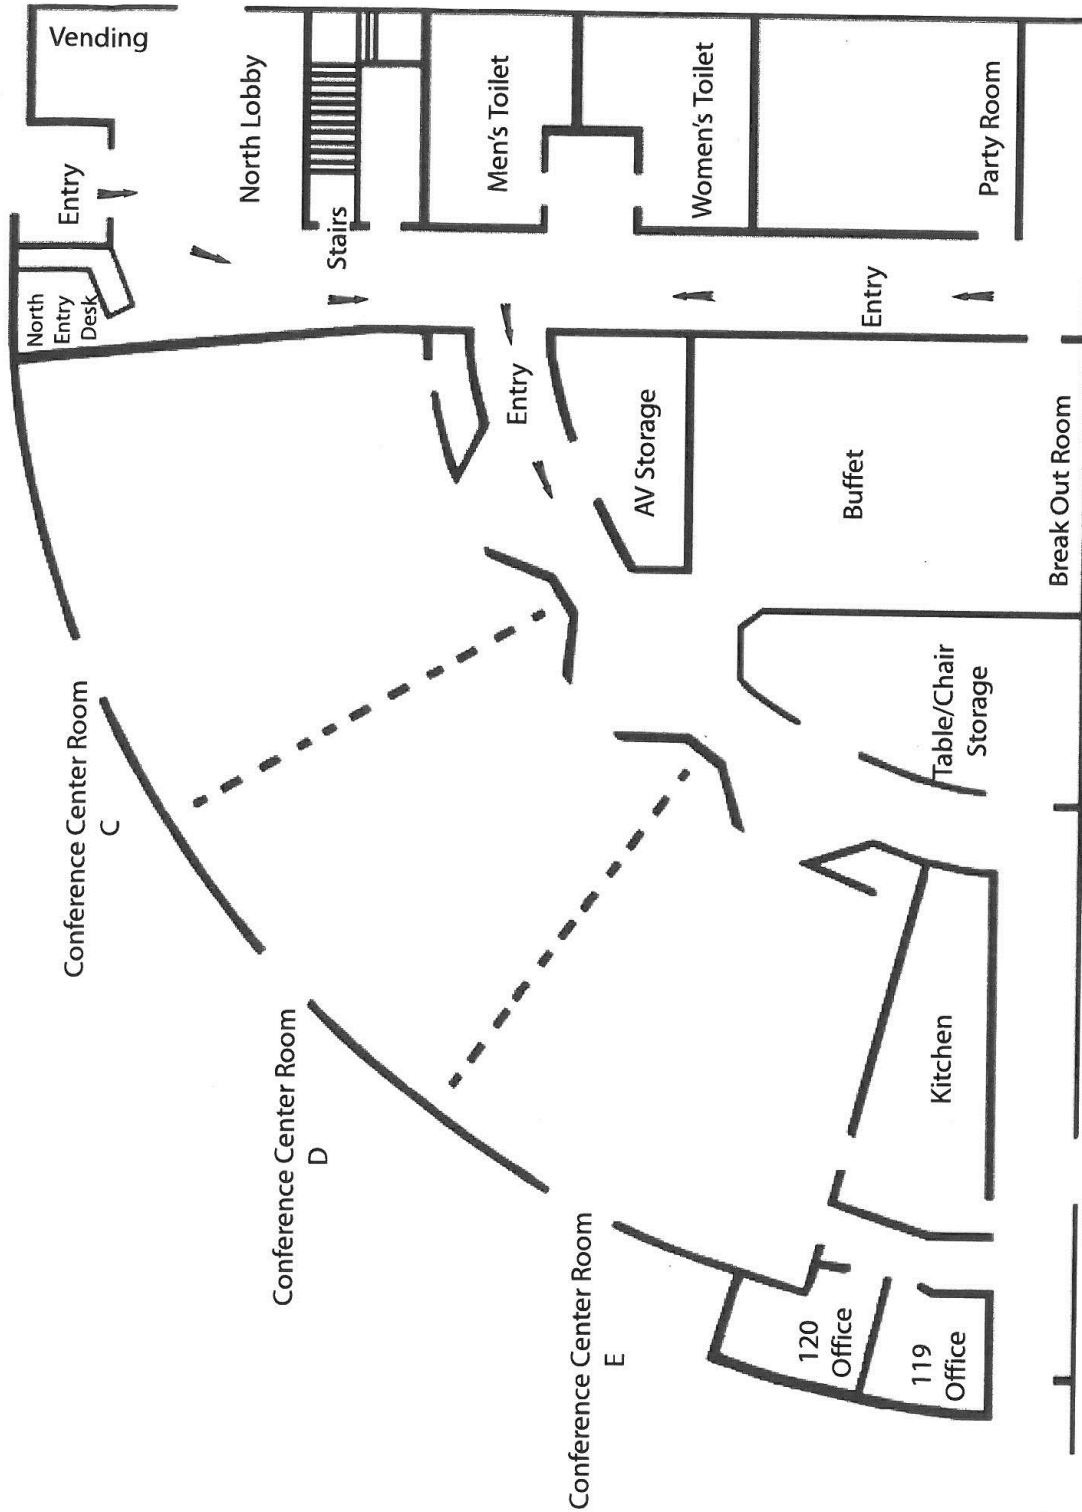 Vending
North Lobby
Entry
North
Entry
Desk
Stairs
Men's Toilet
Women's Toilet
Party Room
Entry
Entry
AV Storage
Buffet
Break Out Room
Table/Chair
Storage
Conference Center Room
C
Conference Center Room
D
Conference Center Room
E
Kitchen
120
Office
119
Office